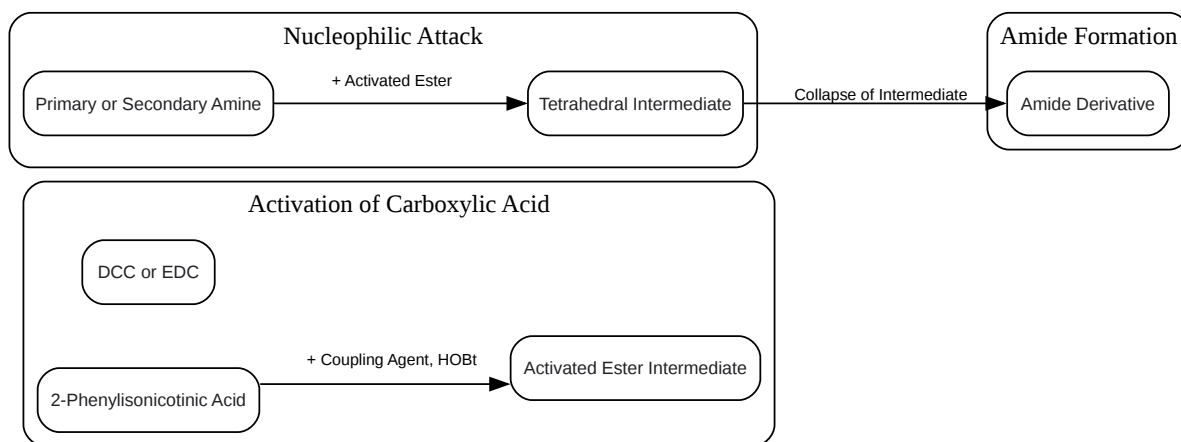 Nucleophilic Attack
Amide Formation
Primary or Secondary Amine
+ Activated Ester
Tetrahedral Intermediate
Collapse of Intermediate
Amide Derivative
Activation of Carboxylic Acid
DCC or EDC
2-Phenylisonicotinic Acid
+ Coupling Agent, HOBt
Activated Ester Intermediate